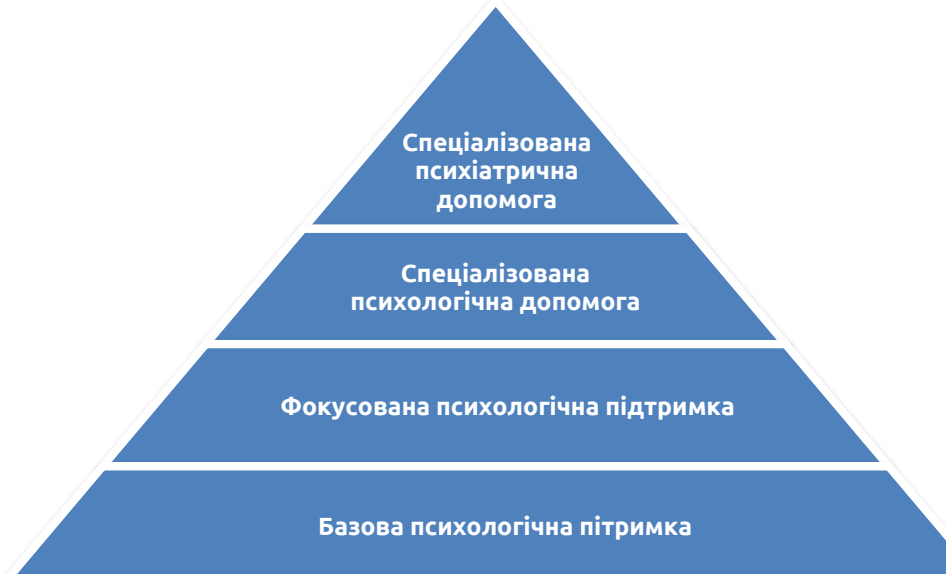 Спеціалізована
психіатрична
допомога
Спеціалізована
психологічна допомога
Фокусована психологічна підтримка
Базова психологічна пітримка